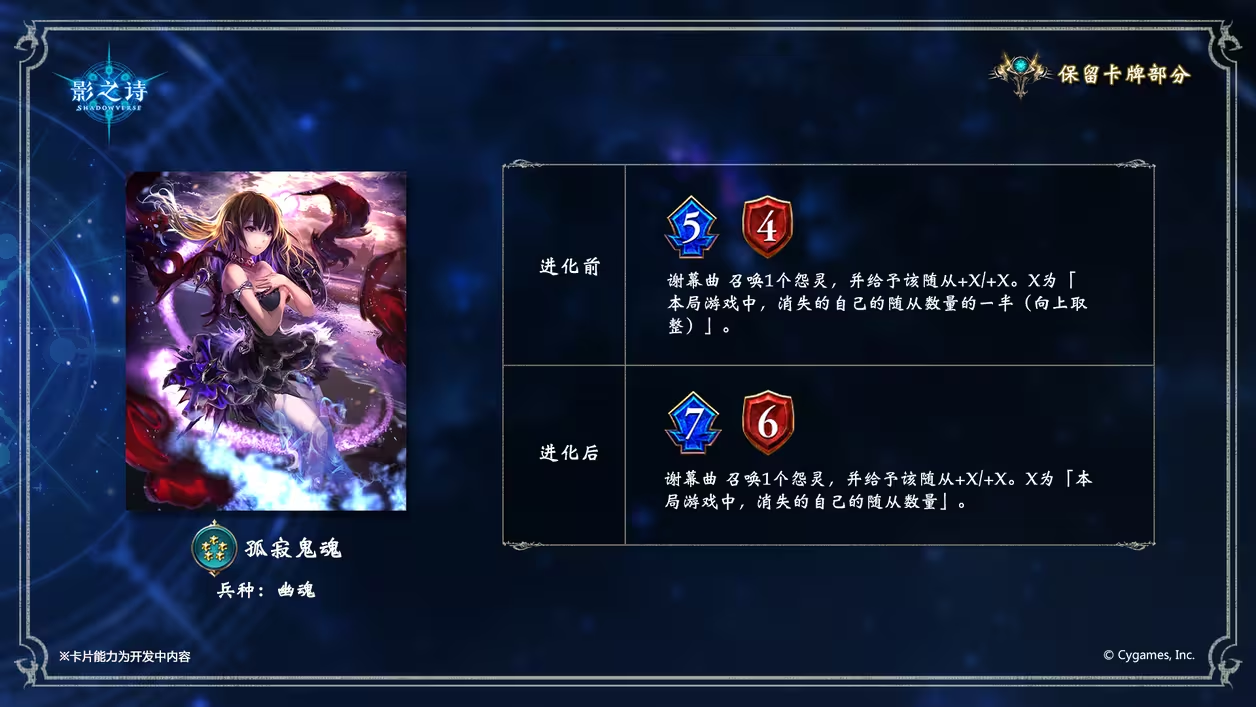 影之诗
SHADOWVERSE
保留卡牌部分
进化前
5 4
谢幕曲 召唤1个怨灵，并给予该随从+X/+X。X为「
本局游戏中，消失的自己的随从数量的一半（向上取
整）」。
进化后
7 6
谢幕曲 召唤1个怨灵，并给予该随从+X/+X。X为「本
局游戏中，消失的自己的随从数量」。
孤寂鬼魂
兵种：幽魂
※卡片能力为开发中内容
© Cygames, Inc.